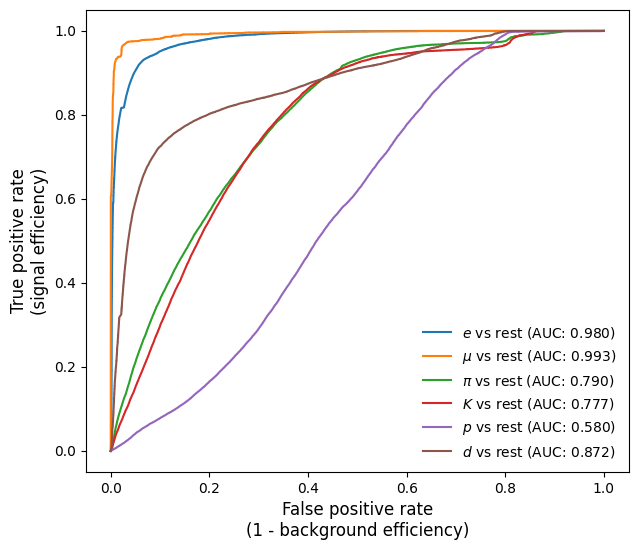 True positive rate
(signal efficiency)
1.0
0.8
0.6
0.4
0.2
0.0
e vs rest (AUC: 0.980)
μ vs rest (AUC: 0.993)
π vs rest (AUC: 0.790)
K vs rest (AUC: 0.777)
p vs rest (AUC: 0.580)
d vs rest (AUC: 0.872)
0.0 0.2 0.4 0.6 0.8 1.0
False positive rate
(1 - background efficiency)